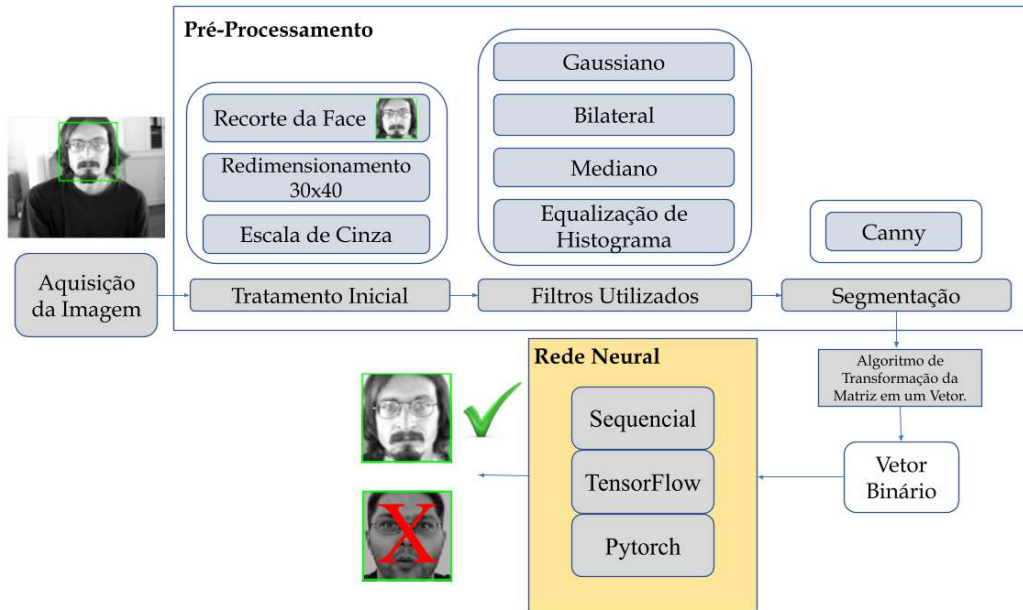 Pré-Processamento
Recorte da Face
Redimensionamento
30x40
Escala de Cinza
Gaussiano
Bilateral
Mediano
Equalização de
Histograma
Canny
Aquisição
da Imagem
Tratamento Inicial
Filtros Utilizados
Segmentação
Algoritmo de
Transformação da
Matriz em um Vetor.
Vetor
Binário
Rede Neural
Sequencial
TensorFlow
Pytorch
X